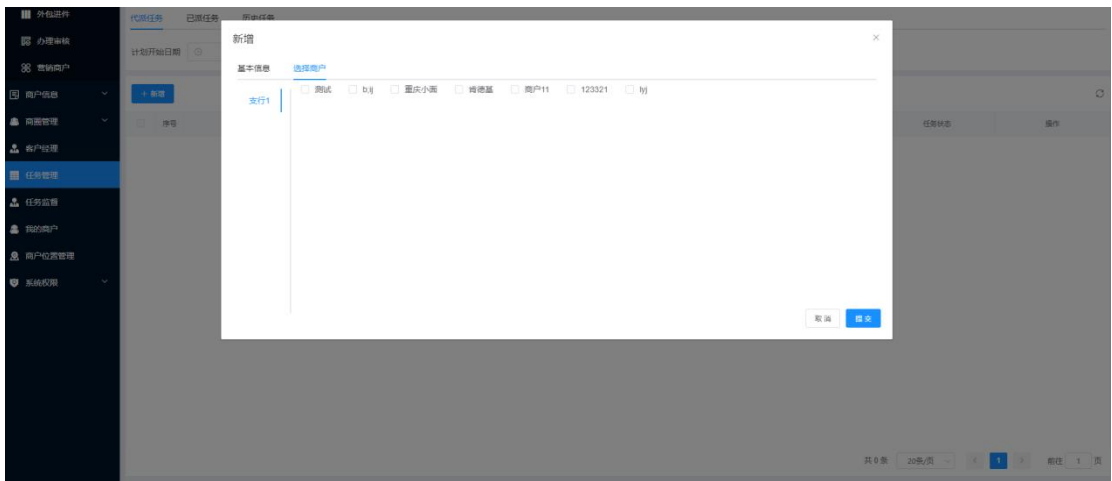 外包进件
办理审核
营销商户
商户信息
商圈管理
客户经理
任务管理
任务监督
我的商户
商户位置管理
系统权限
代派任务 已派任务 历史任务
计划开始日期
+ 新增
序号 任务状态 操作
新增
基本信息 选择商户
支行1
测试 b,ij 重庆小面 肯德基 商户11 123321 lyj
取消 提交
共 0 条 20条/页 1 前往 1 页